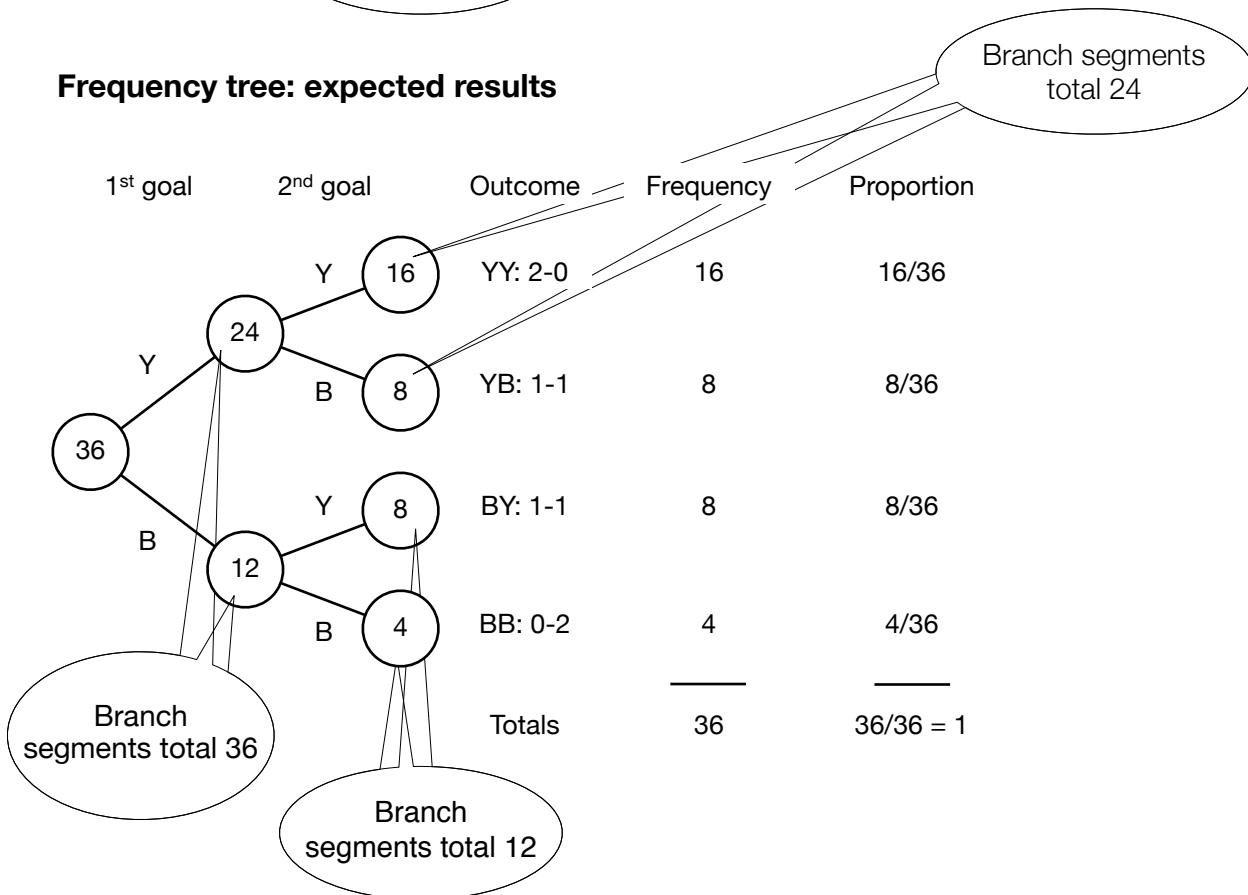 Branch segments
total 24
Frequency tree: expected results
1st goal 2nd goal Outcome Frequency Proportion
Y 16 YY: 2-0 16 16/36
24
Y
B 8 YB: 1-1 8 8/36
36
Y 8 BY: 1-1 8 8/36
B
12
B 4 BB: 0-2 4 4/36
Totals 36 36/36 = 1
Branch
segments total 36
Branch
segments total 12